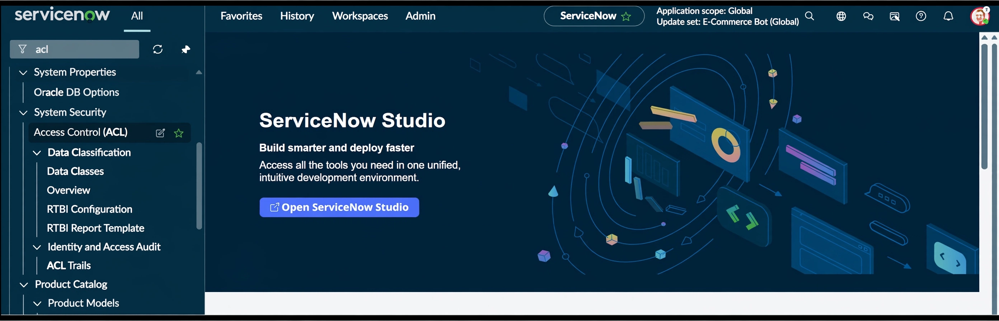 servicenow
All
Favorites
History
Workspaces
Admin
ServiceNow
Application scope: Global
Update set: E-Commerce Bot (Global)
acl
System Properties
Oracle DB Options
System Security
Access Control (ACL)
Data Classification
Data Classes
Overview
RTBI Configuration
RTBI Report Template
Identity and Access Audit
ACL Trails
Product Catalog
Product Models
ServiceNow Studio
Build smarter and deploy faster
Access all the tools you need in one unified,
intuitive development environment.
Open ServiceNow Studio